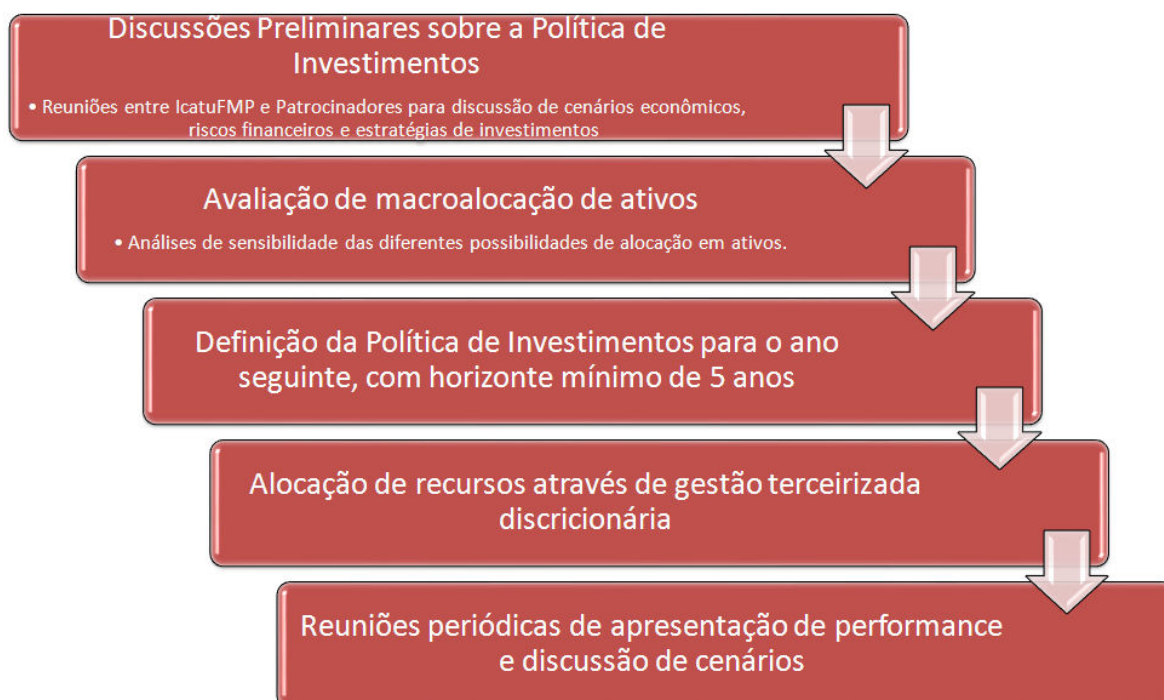 Discussões Preliminares sobre a Política de
Investimentos
• Reuniões entre IcatuFMP e Patrocinadores para discussão de cenários econômicos,
riscos financeiros e estratégias de investimentos
Avaliação de macroalocação de ativos
• Análises de sensibilidade das diferentes possibilidades de alocação em ativos.
Definição da Política de Investimentos para o ano
seguinte, com horizonte mínimo de 5 anos
Alocação de recursos através de gestão terceirizada
discricionária
Reuniões periódicas de apresentação de performance
e discussão de cenários